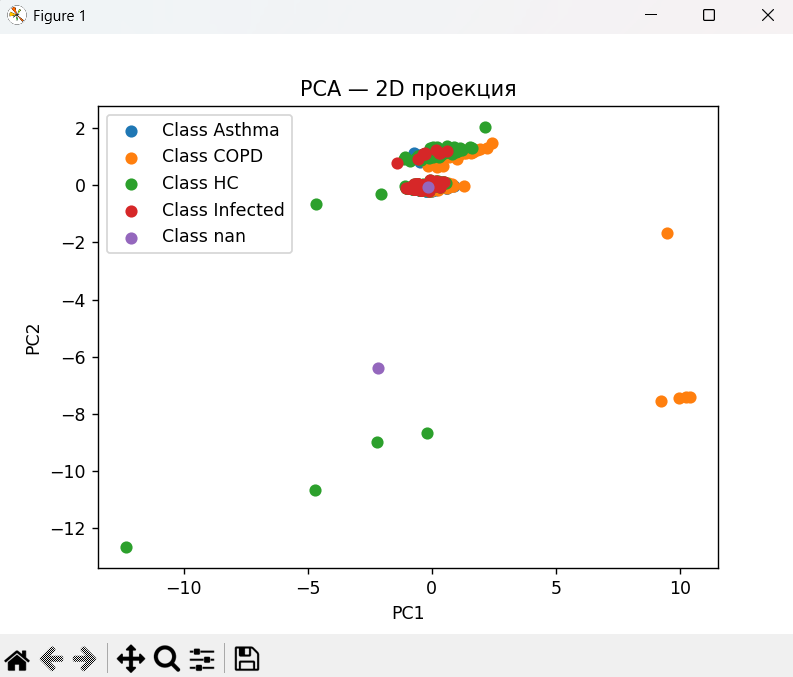 Figure 1
PCA — 2D проекция
Class Asthma
Class COPD
Class HC
Class Infected
Class nan
2
0
−2
−4
−6
−8
−10
−12
PC2
−10 −5 0 5 10
PC1